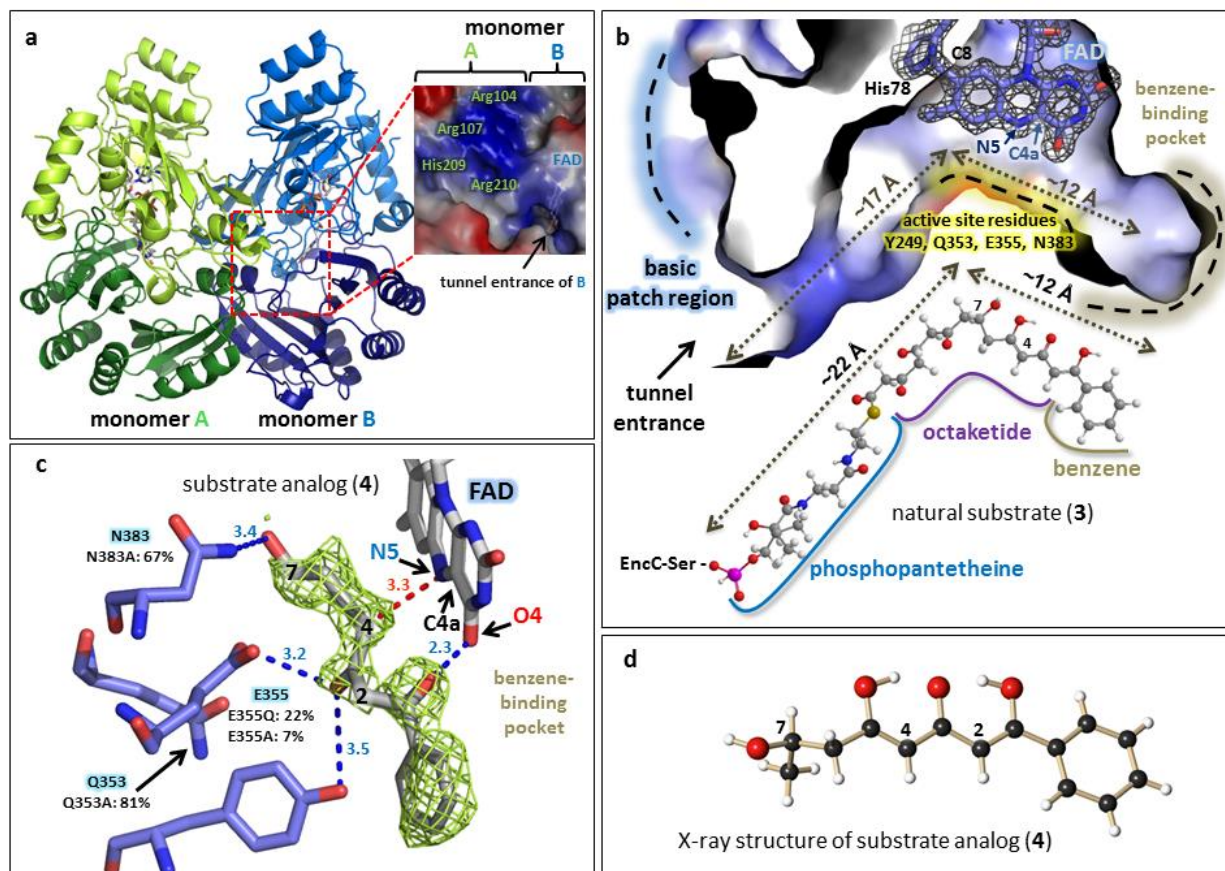 a
monomer
A B
Arg104
Arg107
FAD
His209
Arg210
tunnel entrance of B
monomer A monomer B
b
C8
FAD
His78
benzene-
binding
pocket
N5 C4a
~17 Å
~12 Å
active site residues
Y249, Q353, E355, N383
basic
patch region
~12 Å
7
4
~22 Å
tunnel
entrance
octaketide
benzene
natural substrate (3)
EncC-Ser -
phosphopantetheine
c
substrate analog (4)
FAD
N383
N383A: 67%
3.4
N5
7
3.3
4
C4a
O4
2.3
3.2
2
benzene-
binding
pocket
E355
E355Q: 22%
E355A: 7%
3.5
Q353
Q353A: 81%
d
7
4
2
X-ray structure of substrate analog (4)